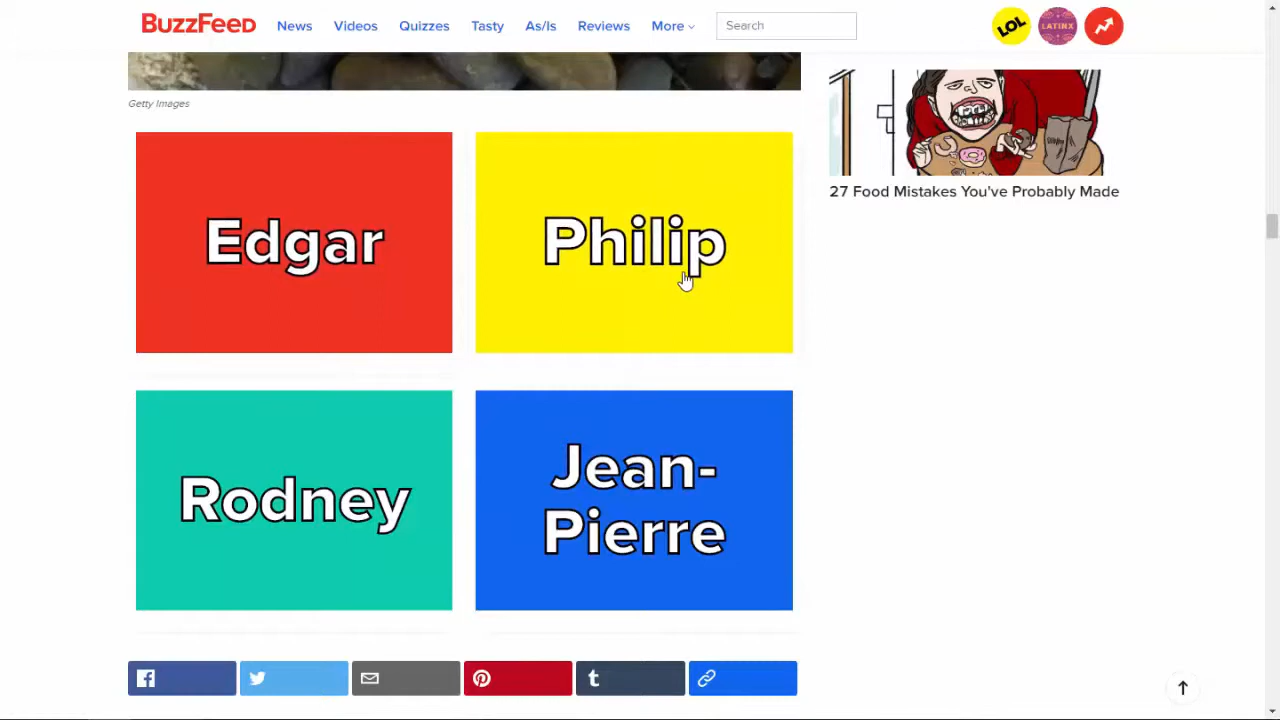 BuzzFeed News Videos Quizzes Tasty As/Is Reviews More Search LOL LATINX
Getty Images
27 Food Mistakes You've Probably Made
Edgar Philip
Rodney Jean-
Pierre